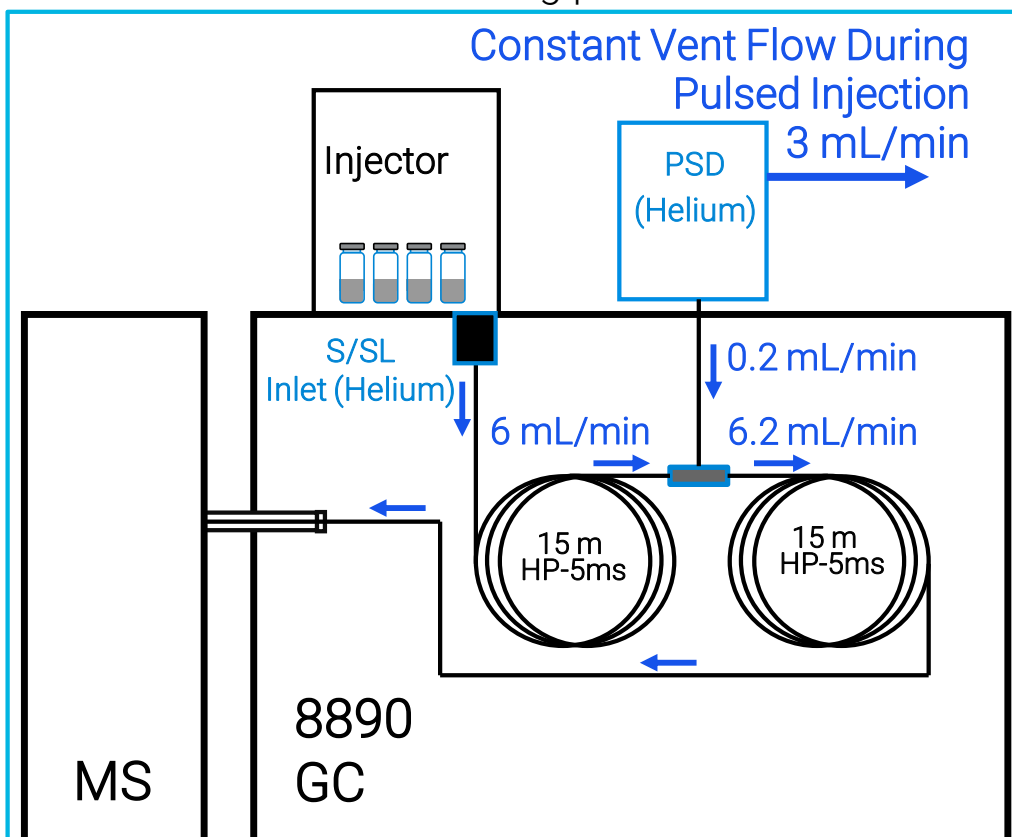 Constant Vent Flow During
Pulsed Injection
3 mL/min
Injector
PSD
(Helium)
S/SL
Inlet (Helium)
0.2 mL/min
6 mL/min
6.2 mL/min
15 m
HP-5ms
15 m
HP-5ms
8890
GC
MS